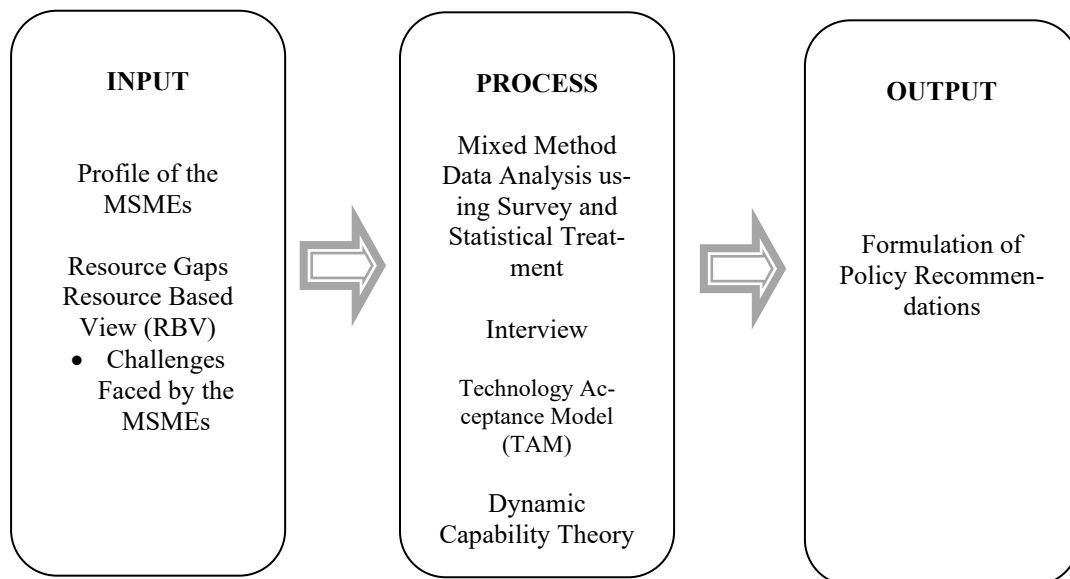 INPUT
Profile of the
MSMEs
Resource Gaps
Resource Based
View (RBV)
• Challenges
Faced by the
MSMEs
PROCESS
Mixed Method
Data Analysis us-
ing Survey and
Statistical Treat-
ment
Interview
Technology Ac-
ceptance Model
(TAM)
Dynamic
Capability Theory
OUTPUT
Formulation of
Policy Recommen-
dations